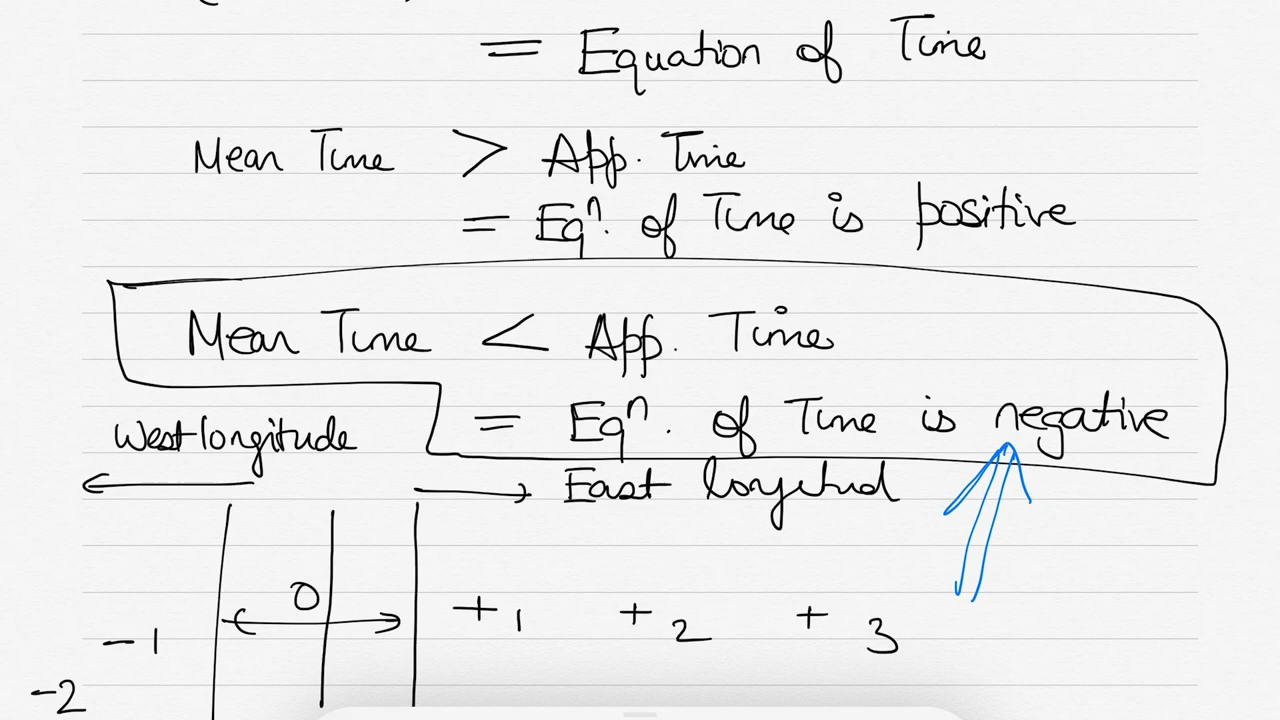 = Equation of Time
Mean Time > App. Time
= Eqⁿ. of Time is positive
Mean Time < App. Time
= Eqⁿ. of Time is negative
West longitude
East longitud
0
+1 +2 +3
-1
-2